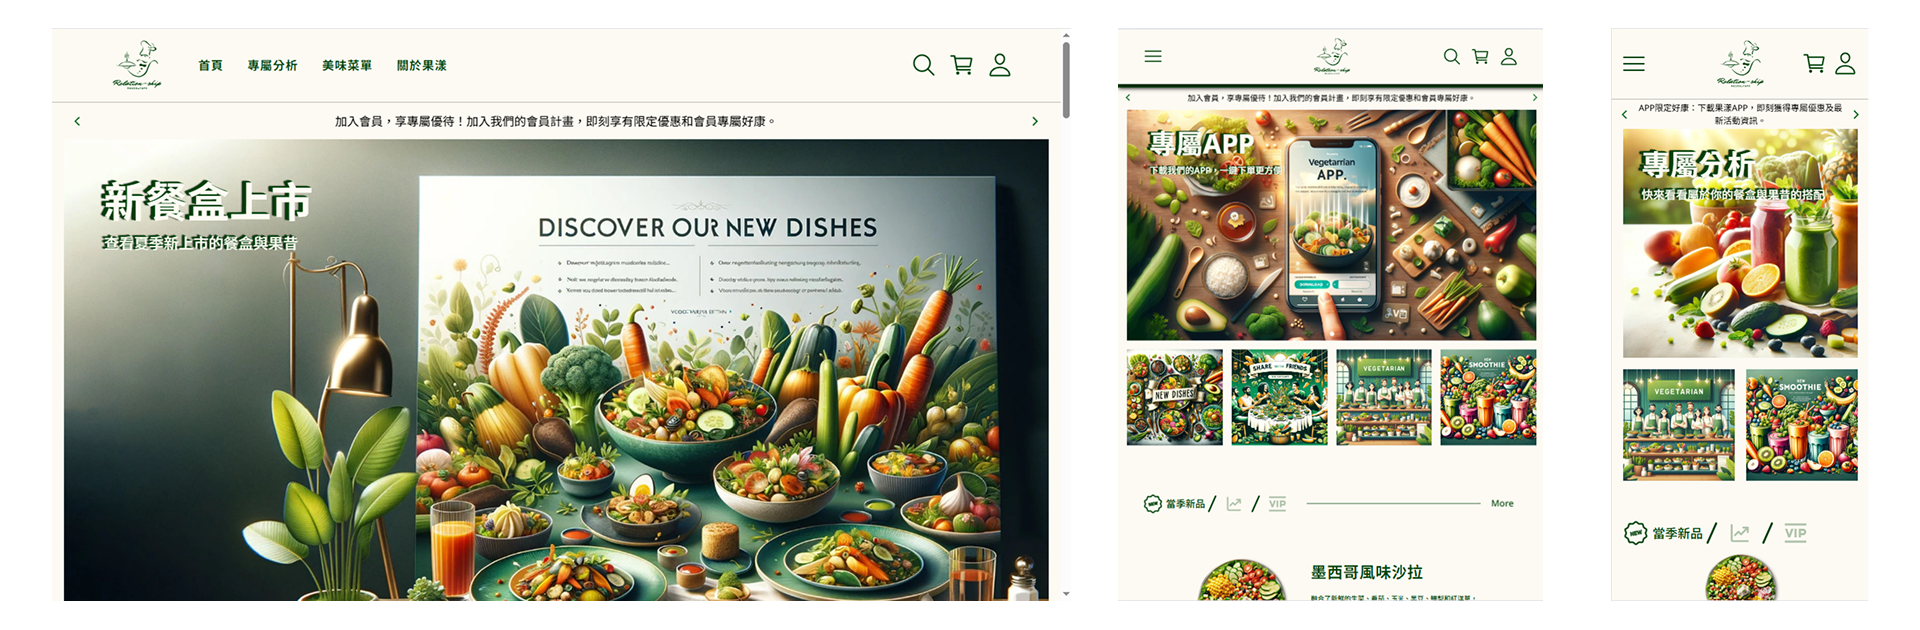 Relation-ship
首頁
專屬分析
美味菜單
關於果漾
加入會員，享專屬優待！加入我們的會員計畫，即刻享有限定優惠和會員專屬好康。
新餐盒上市
查看夏季新上市的餐盒與果昔
DISCOVER OUR NEW DISHES
Relation-ship
加入會員，享專屬優待！加入我們的會員計畫，即刻享有限定優惠和會員專屬好康。
專屬APP
下載我們的APP，一鍵下單更方便
Vegetarrian
APP.
DOWNLOAD
NEW DISHES
SHARE
FRIENDS
VEGETARIAN
NEW
SMOOTHIE
NEW
當季新品
VIP
More
墨西哥風味沙拉
Relation-ship
APP限定好康：下載果漾APP，即刻獲得專屬優惠及最
新活動資訊。
專屬分析
快來看看屬於你的餐盒與果昔的搭配
VEGETARIAN
NEW
SMOOTHIE
NEW
當季新品
VIP